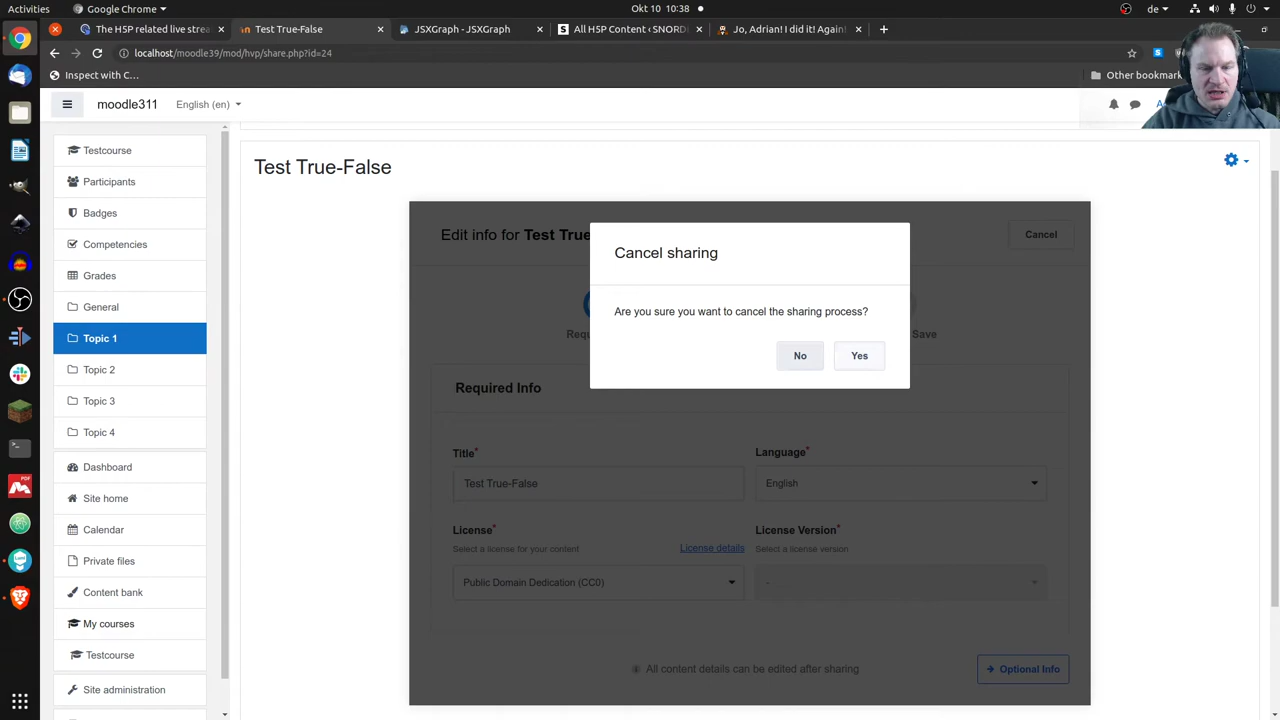 Activities
Google Chrome
Okt 10 10:38
de
The H5P related live strea
Test True-False
JSXGraph - JSXGraph
All H5P Content ‹ SNORDI
Jo, Adrian! I did it! Again!
localhost/moodle39/mod/hvp/share.php?id=24
Inspect with C…
Other bookmark
moodle311
English (en)
A
Testcourse
Participants
Badges
Competencies
Grades
General
Topic 1
Topic 2
Topic 3
Topic 4
Dashboard
Site home
Calendar
Private files
Content bank
My courses
Testcourse
Site administration
Test True-False
Edit info for Test True
Cancel
Cancel sharing
Are you sure you want to cancel the sharing process?
No
Yes
Requ
Save
Required Info
Title*
Language*
Test True-False
English
License*
License Version*
Select a license for your content
License details
Select a license version
Public Domain Dedication (CC0)
-
All content details can be edited after sharing
Optional Info